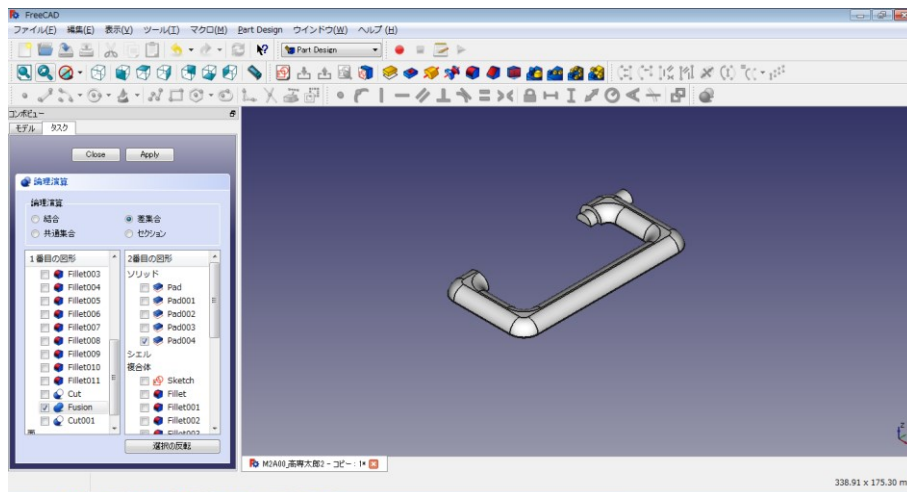 FreeCAD
ファイル(F) 編集(E) 表示(V) ツール(T) マクロ(M) Part Design ウインドウ(W) ヘルプ(H)
Part Design
コンボビュー
モデル タスク
Close Apply
論理演算
論理演算
結合 差集合
共通集合 セクション
1番目の図形 2番目の図形
Fillet003 ソリッド
Fillet004 Pad
Fillet005 Pad001
Fillet006 Pad002
Fillet007 Pad003
Fillet008 Pad004
Fillet009 シェル
Fillet010 複合体
Fillet011 Sketch
Cut Fillet
Fusion Fillet001
Cut001 Fillet002
面 Fillet003
選択の反転
M2A00_高専太郎2 - コピー : 1*
338.91 x 175.30 m